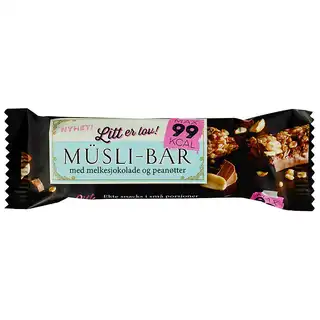 NYHET!
Litt er lov!
MAX
99
KCAL
MÜSLI-BAR
med melkesjokolade og peanøtter
Ekte snacks i små porsjoner